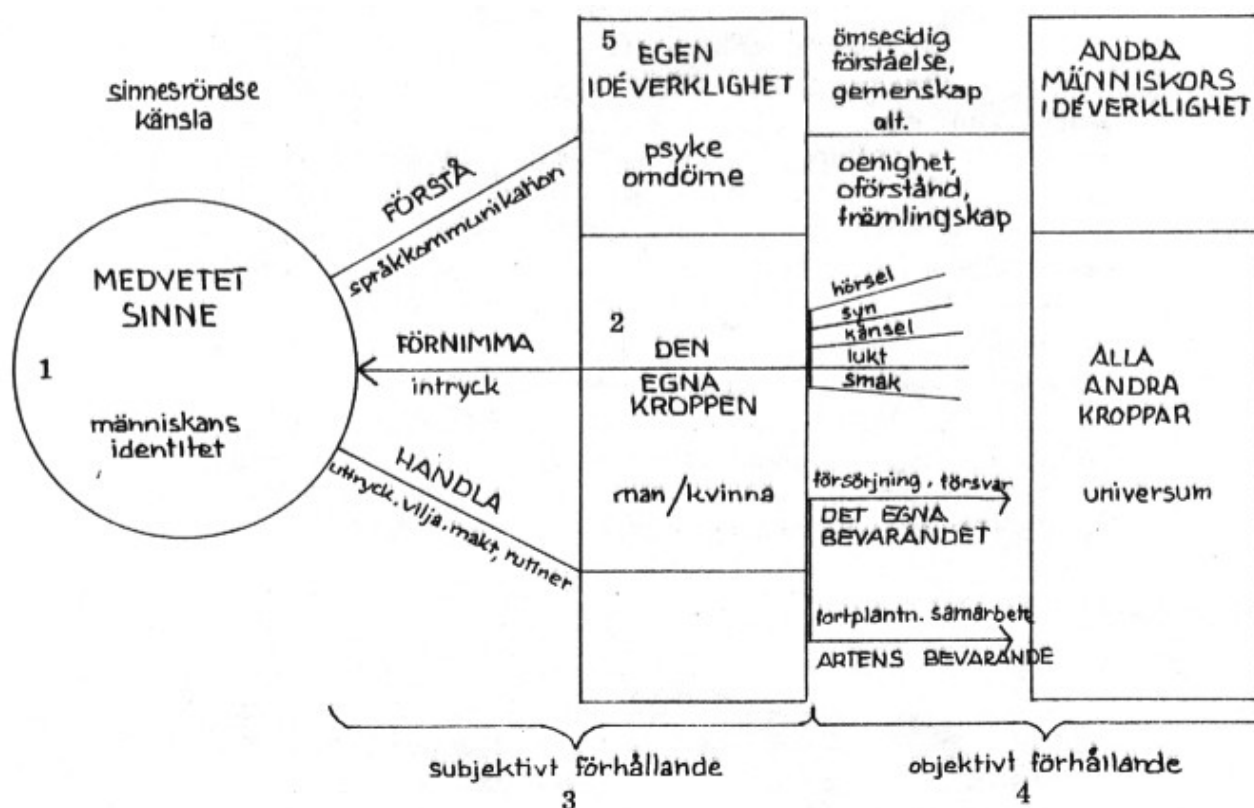 sinnesrörelse
känsla
MEDVETET
SINNE
1
människans
identitet
FÖRSTÅ
språkkommunikation
FÖRNIMMA
intryck
HANDLA
uttryck. vilja. makt, rutiner
5
EGEN
IDÉVERKLIGHET
psyke
omdöme
2
DEN
EGNA
KROPPEN
man/kvinna
ömsesidig
förståelse,
gemenskap
alt.
oenighet,
oförstånd,
främlingskap
hörsel
syn
känsel
lukt
smak
försörjning. försvar
DET EGNA
BEVARANDET
fortplantn. samarbete
ARTENS BEVARANDE
ANDRA
MÄNNISKORS
IDÉVERKLIGHET
ALLA
ANDRA
KROPPAR
universum
subjektivt förhållande
3
objektivt förhållande
4